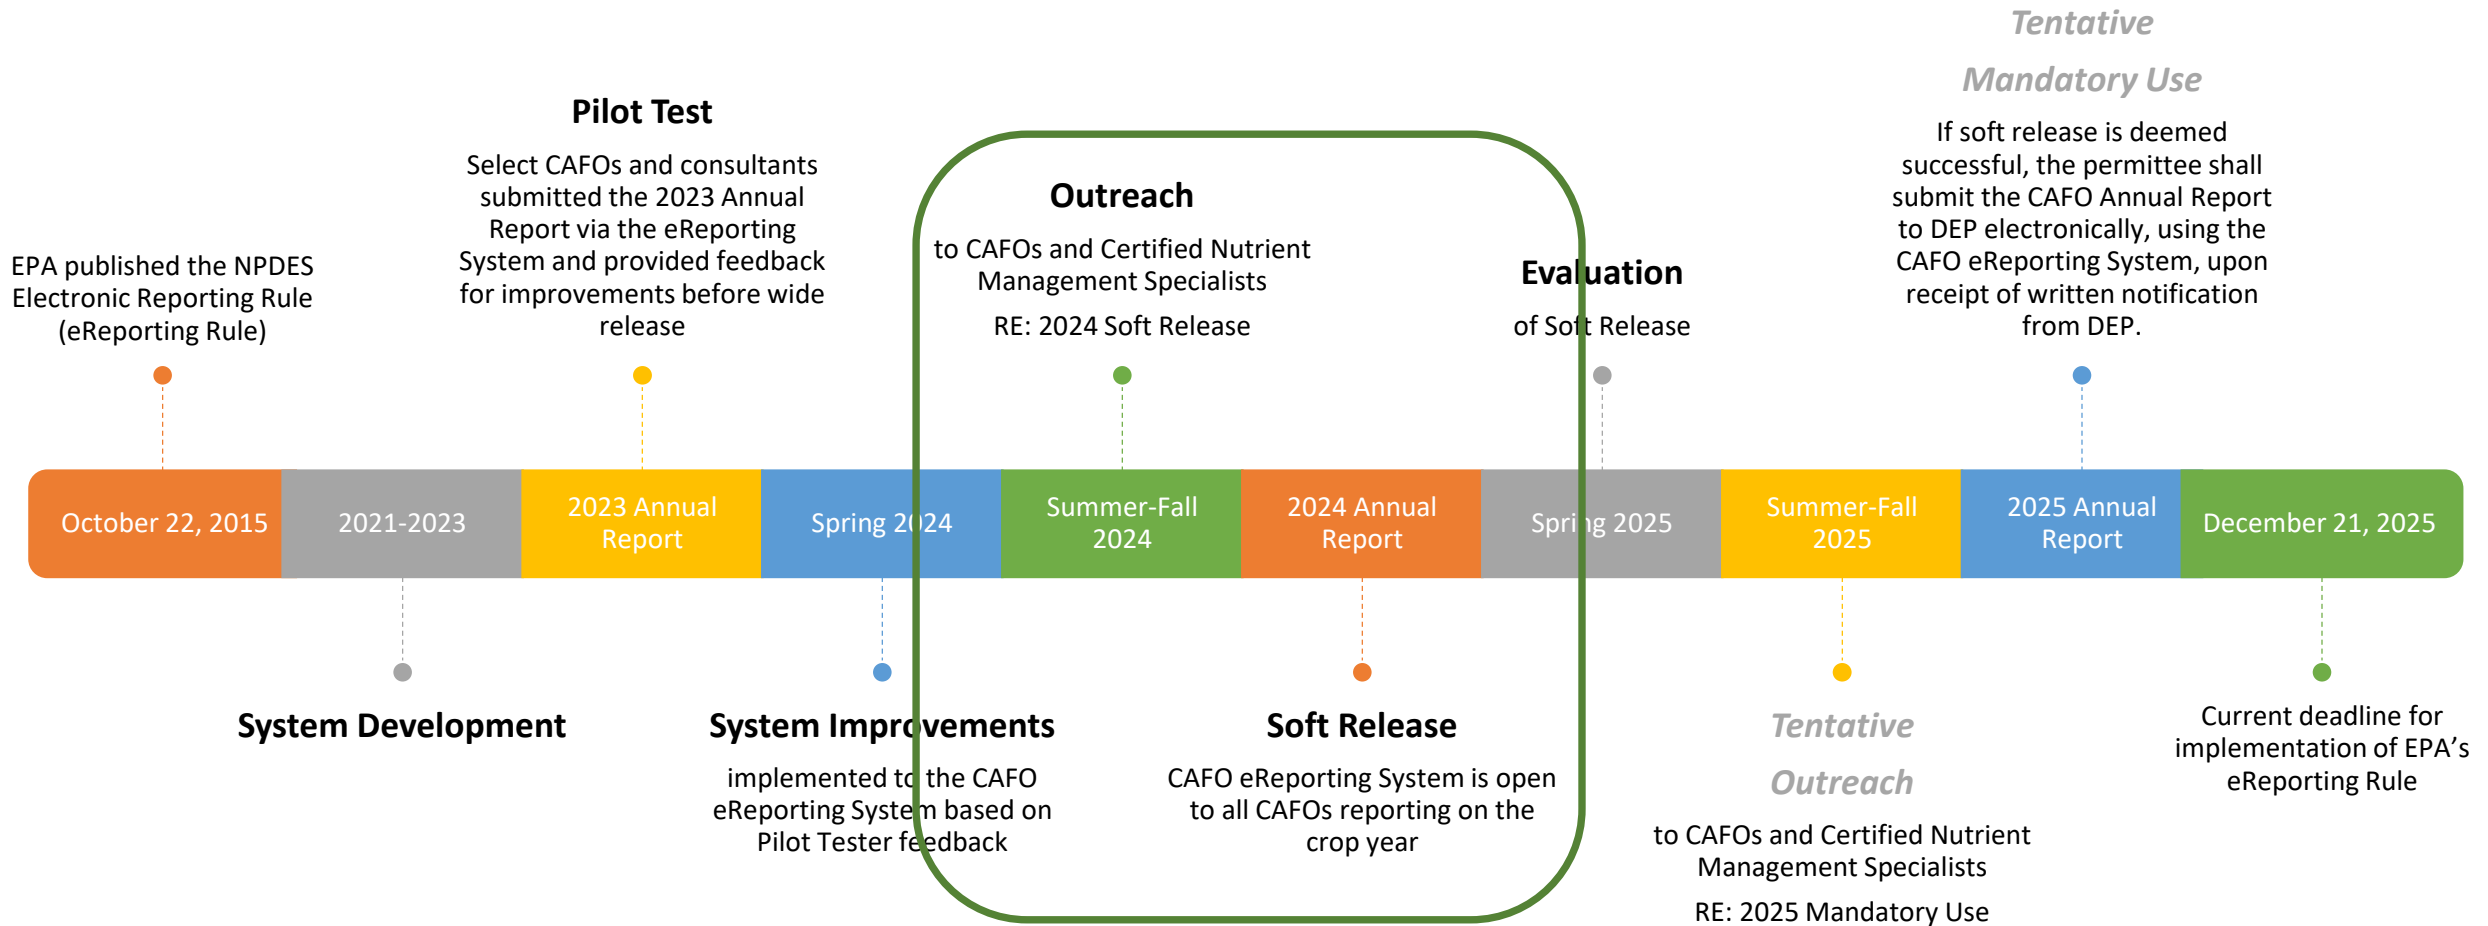 EPA published the NPDES
Electronic Reporting Rule
(eReporting Rule)
Pilot Test
Select CAFOs and consultants
submitted the 2023 Annual
Report via the eReporting
System and provided feedback
for improvements before wide
release
Outreach
to CAFOs and Certified Nutrient
Management Specialists
RE: 2024 Soft Release
Evaluation
of Soft Release
Tentative
Mandatory Use
If soft release is deemed
successful, the permittee shall
submit the CAFO Annual Report
to DEP electronically, using the
CAFO eReporting System, upon
receipt of written notification
from DEP.
October 22, 2015
2021-2023
2023 Annual
Report
Spring 2024
Summer-Fall
2024
2024 Annual
Report
Spring 2025
Summer-Fall
2025
2025 Annual
Report
December 21, 2025
System Development
System Improvements
implemented to the CAFO
eReporting System based on
Pilot Tester feedback
Soft Release
CAFO eReporting System is open
to all CAFOs reporting on the
crop year
Tentative
Outreach
to CAFOs and Certified Nutrient
Management Specialists
RE: 2025 Mandatory Use
Current deadline for
implementation of EPA’s
eReporting Rule